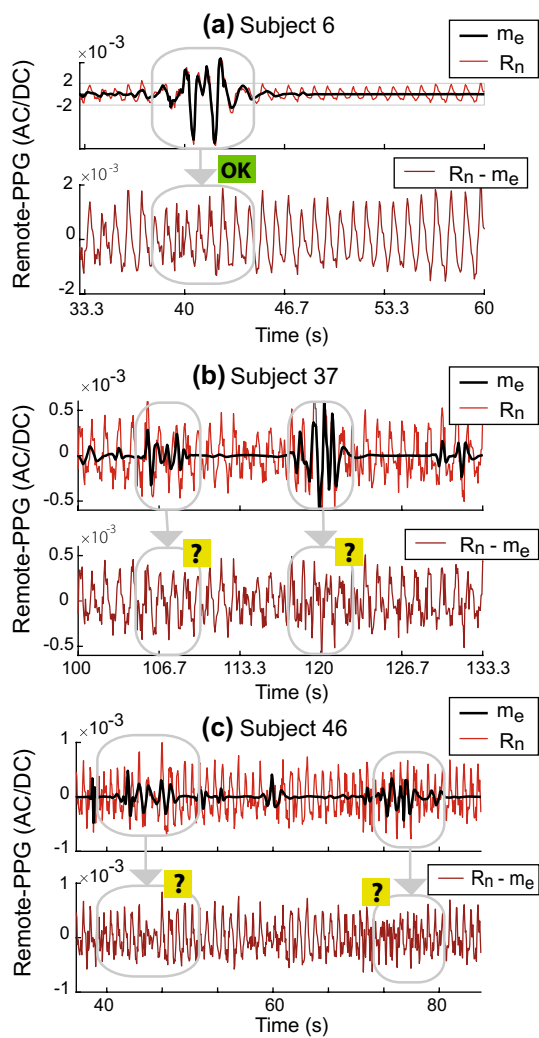 (a) Subject 6
×10⁻³
2
-2
mₑ
Rₙ
Remote-PPG (AC/DC)
OK
×10⁻³
2
0
-2
Rₙ - mₑ
33.3 40 46.7 53.3 60
Time (s)
(b) Subject 37
×10⁻³
0.5
0
-0.5
mₑ
Rₙ
Remote-PPG (AC/DC)
? ?
×10⁻³
0.5
0
-0.5
Rₙ - mₑ
100 106.7 113.3 120 126.7 133.3
Time (s)
(c) Subject 46
×10⁻³
1
0
-1
mₑ
Rₙ
Remote-PPG (AC/DC)
? ?
×10⁻³
1
0
-1
Rₙ - mₑ
40 60 80
Time (s)